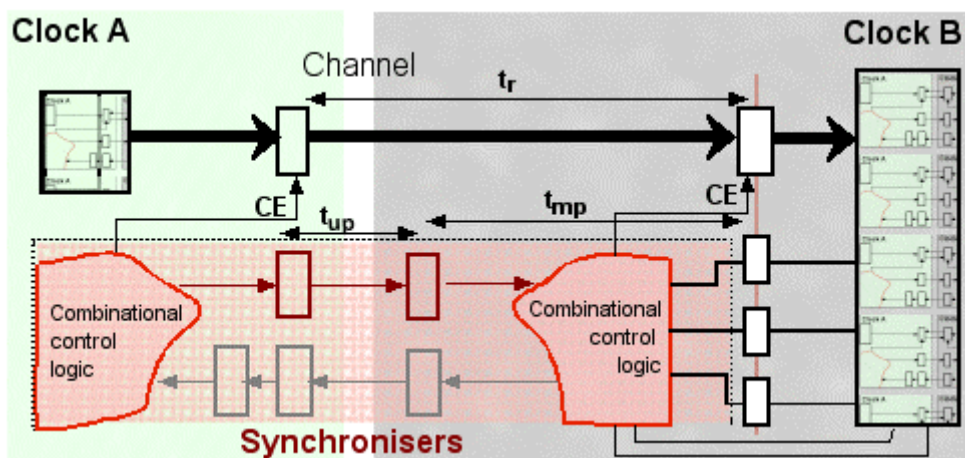 Clock A
Clock B
Channel
tr
CE
CE
tup
tmp
Combinational
control
logic
Combinational
control
logic
Synchronisers